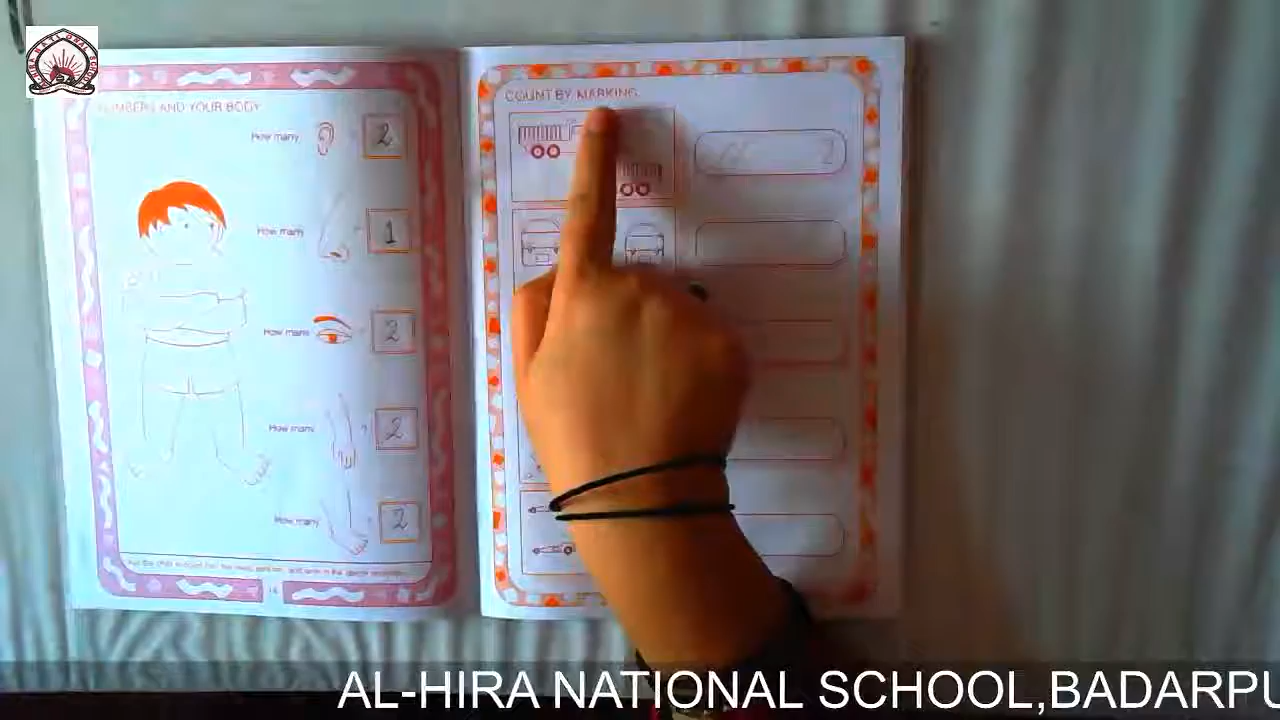 NUMBERS AND YOUR BODY
How many 2
How many 1
How many 2
How many 2
How many 2
16
COUNT BY MARKING
2
AL-HIRA NATIONAL SCHOOL,BADARPU